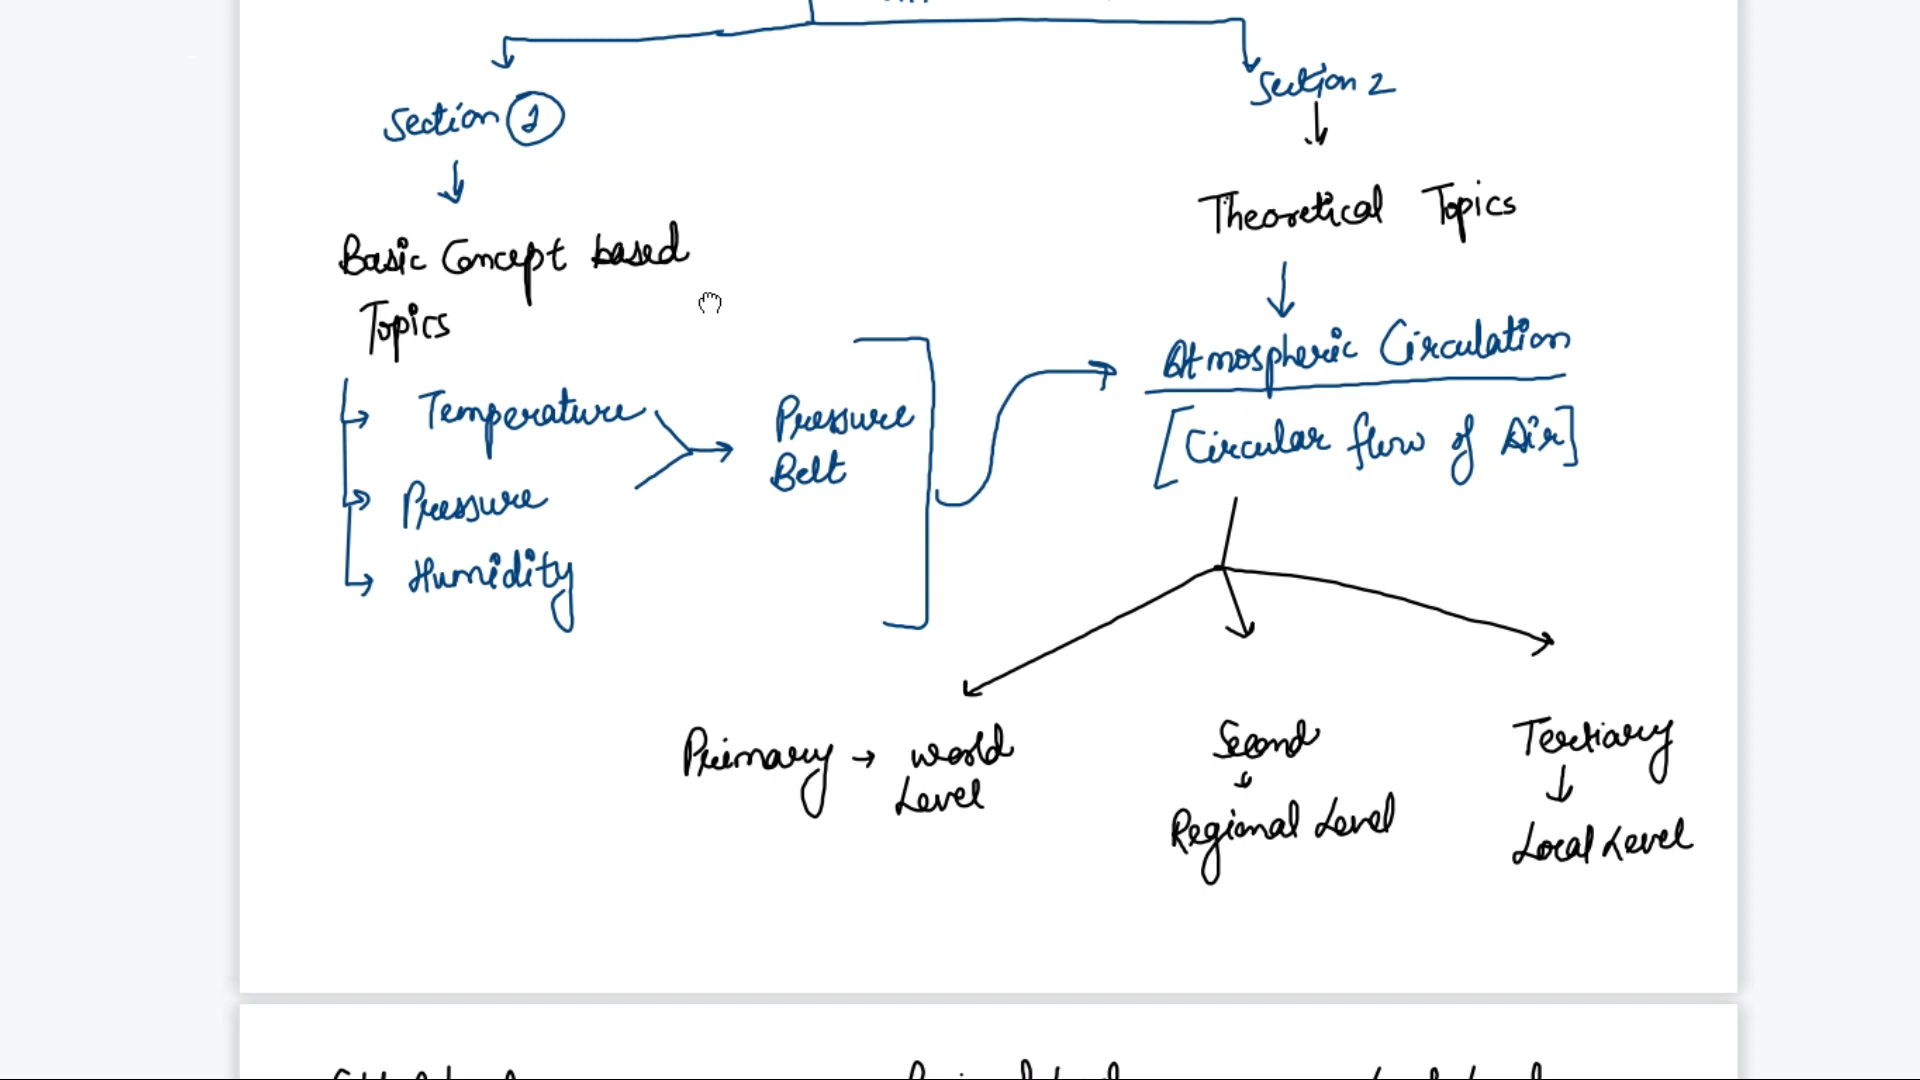 Section 1
Basic Concept based
Topics
Temperature
Pressure
Humidity
Pressure
Belt
Section 2
Theoretical Topics
Atmospheric Circulation
[Circular flow of Air]
Primary → world
Level
Second
Regional Level
Tertiary
Local Level